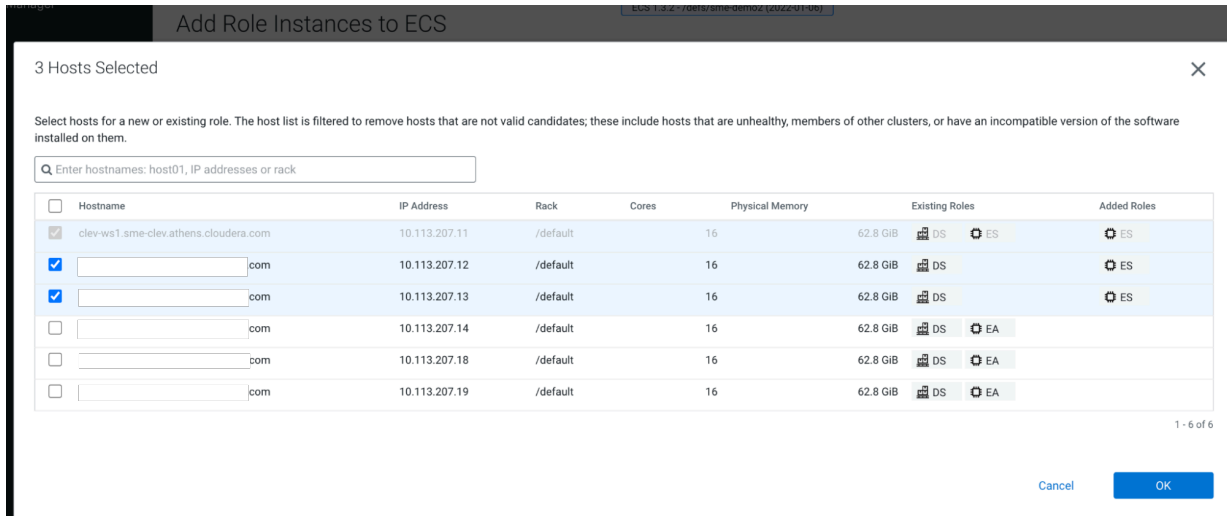 Manager
Add Role Instances to ECS
ECS 1.3.2 - /defs/sme-demo2 (2022-01-06)
3 Hosts Selected
Select hosts for a new or existing role. The host list is filtered to remove hosts that are not valid candidates; these include hosts that are unhealthy, members of other clusters, or have an incompatible version of the software
installed on them.
Enter hostnames: host01, IP addresses or rack
Hostname IP Address Rack Cores Physical Memory Existing Roles Added Roles
clev-ws1.sme-clev.athens.cloudera.com 10.113.207.11 /default 16 62.8 GiB DS ES ES
com 10.113.207.12 /default 16 62.8 GiB DS ES
com 10.113.207.13 /default 16 62.8 GiB DS ES
com 10.113.207.14 /default 16 62.8 GiB DS EA
com 10.113.207.18 /default 16 62.8 GiB DS EA
com 10.113.207.19 /default 16 62.8 GiB DS EA
1 - 6 of 6
Cancel OK